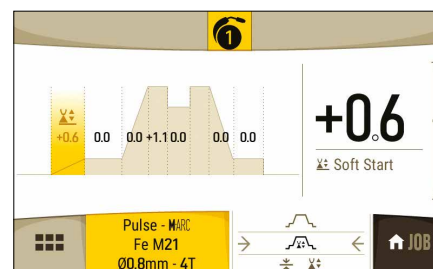 1
+0.6 0.0 0.0 +1.1 0.0 0.0 0.0
+0.6
Soft Start
Pulse - MARC
Fe M21
Ø0.8mm - 4T
JOB